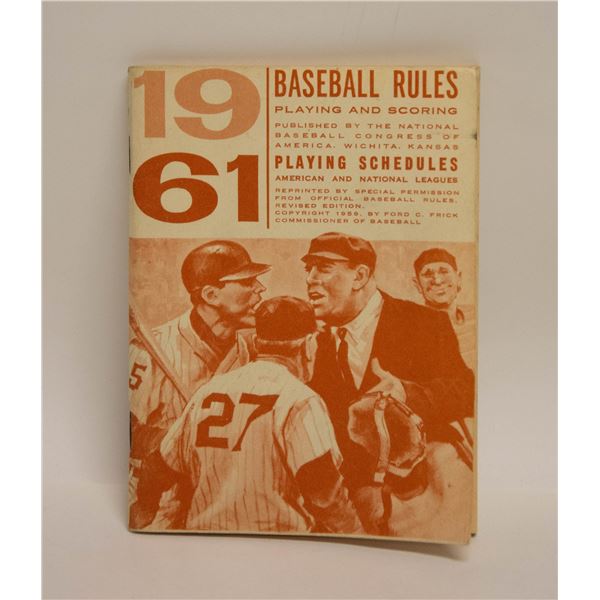 19
61
BASEBALL RULES
PLAYING AND SCORING
PUBLISHED BY THE NATIONAL
BASEBALL CONGRESS OF
AMERICA. WICHITA, KANSAS
PLAYING SCHEDULES
AMERICAN AND NATIONAL LEAGUES
REPRINTED BY SPECIAL PERMISSION
FROM OFFICIAL BASEBALL RULES,
REVISED EDITION.
COPYRIGHT 1959, BY FORD C. FRICK
COMMISSIONER OF BASEBALL
5
27